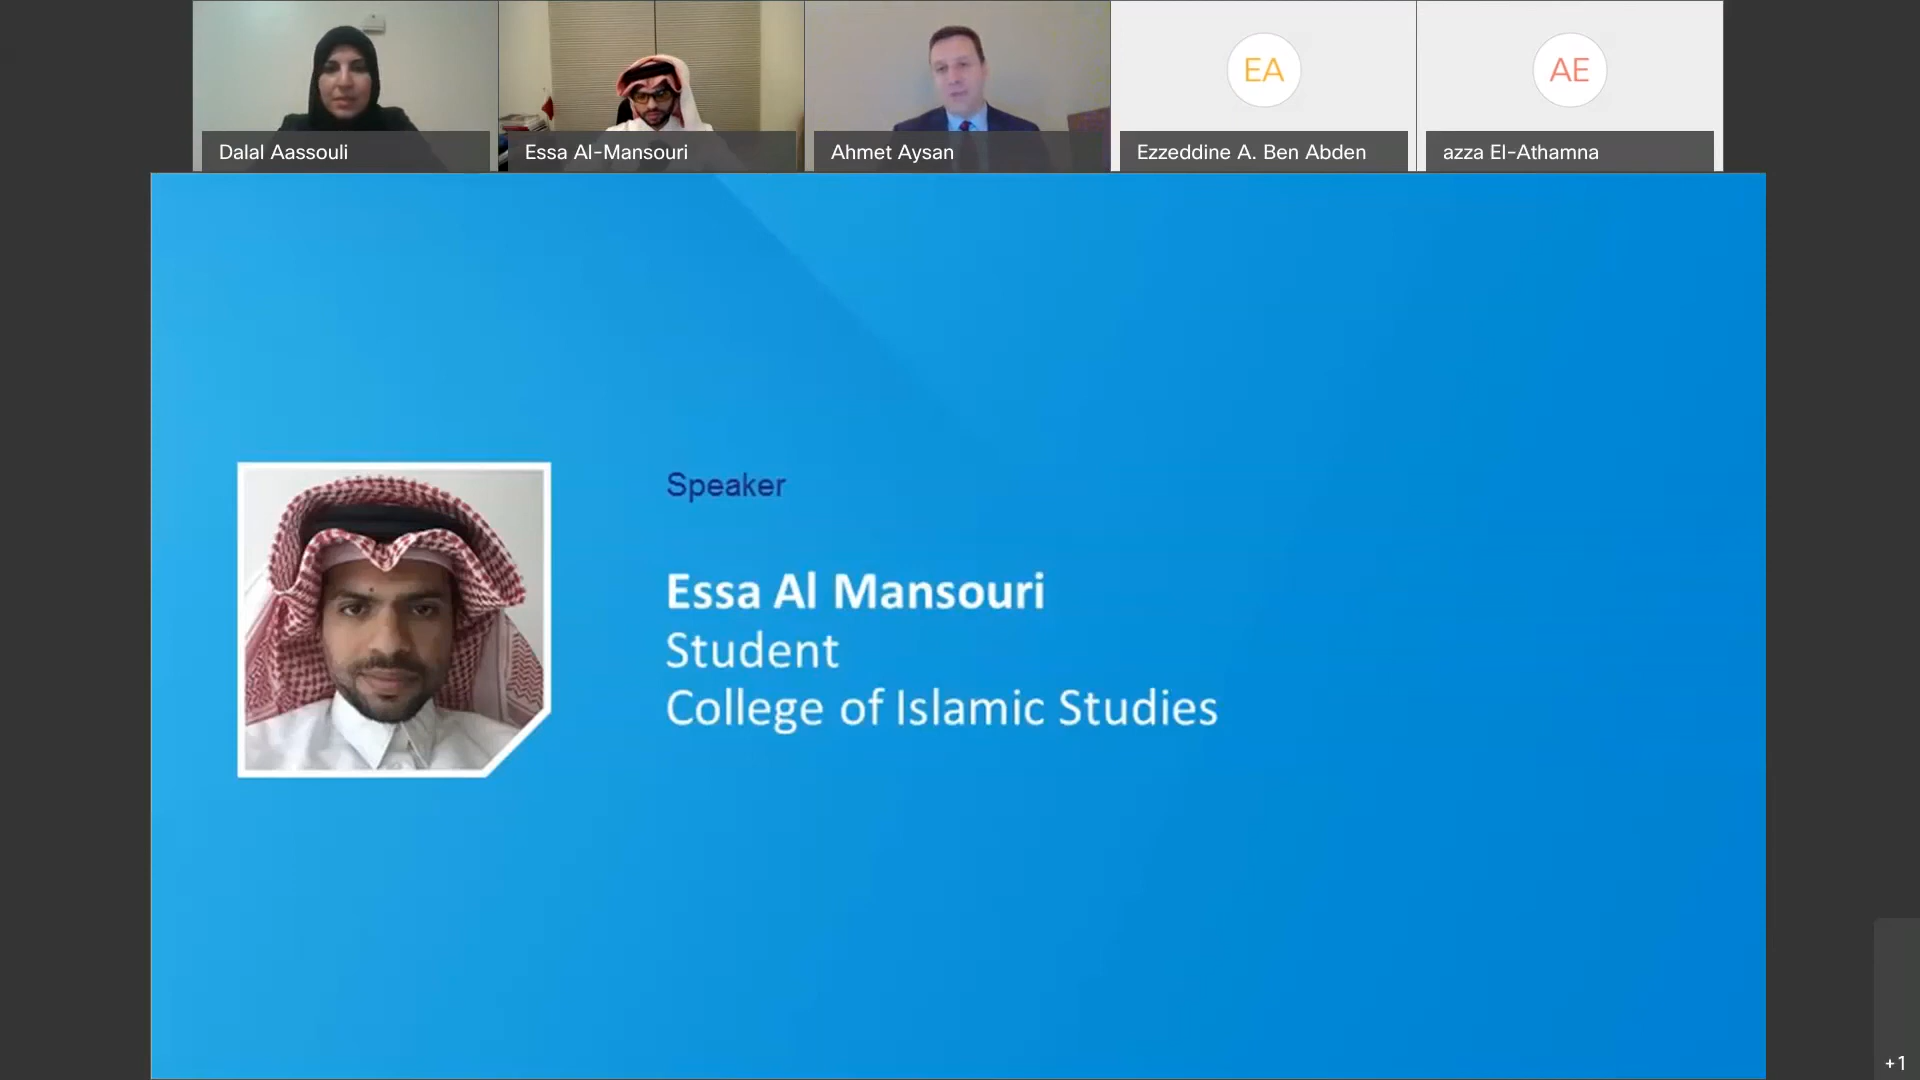 Dalal Aassouli
Essa Al-Mansouri
Ahmet Aysan
EA
Ezzeddine A. Ben Abden
AE
azza El-Athamna
Speaker
Essa Al Mansouri
Student
College of Islamic Studies
+1